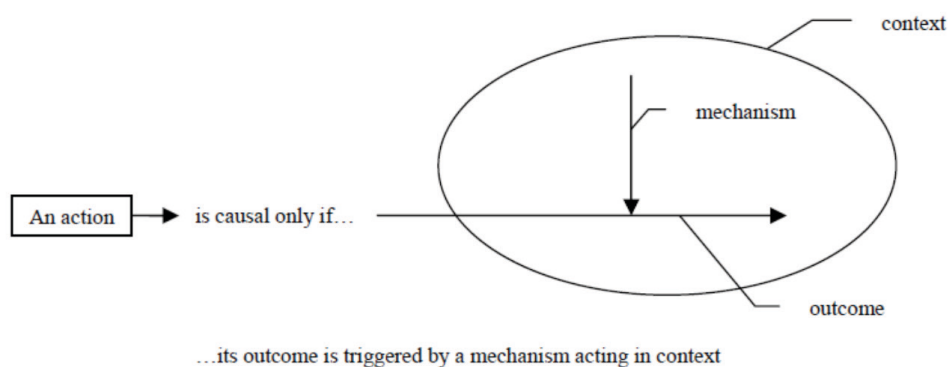 context
mechanism
An action
is causal only if…
outcome
…its outcome is triggered by a mechanism acting in context